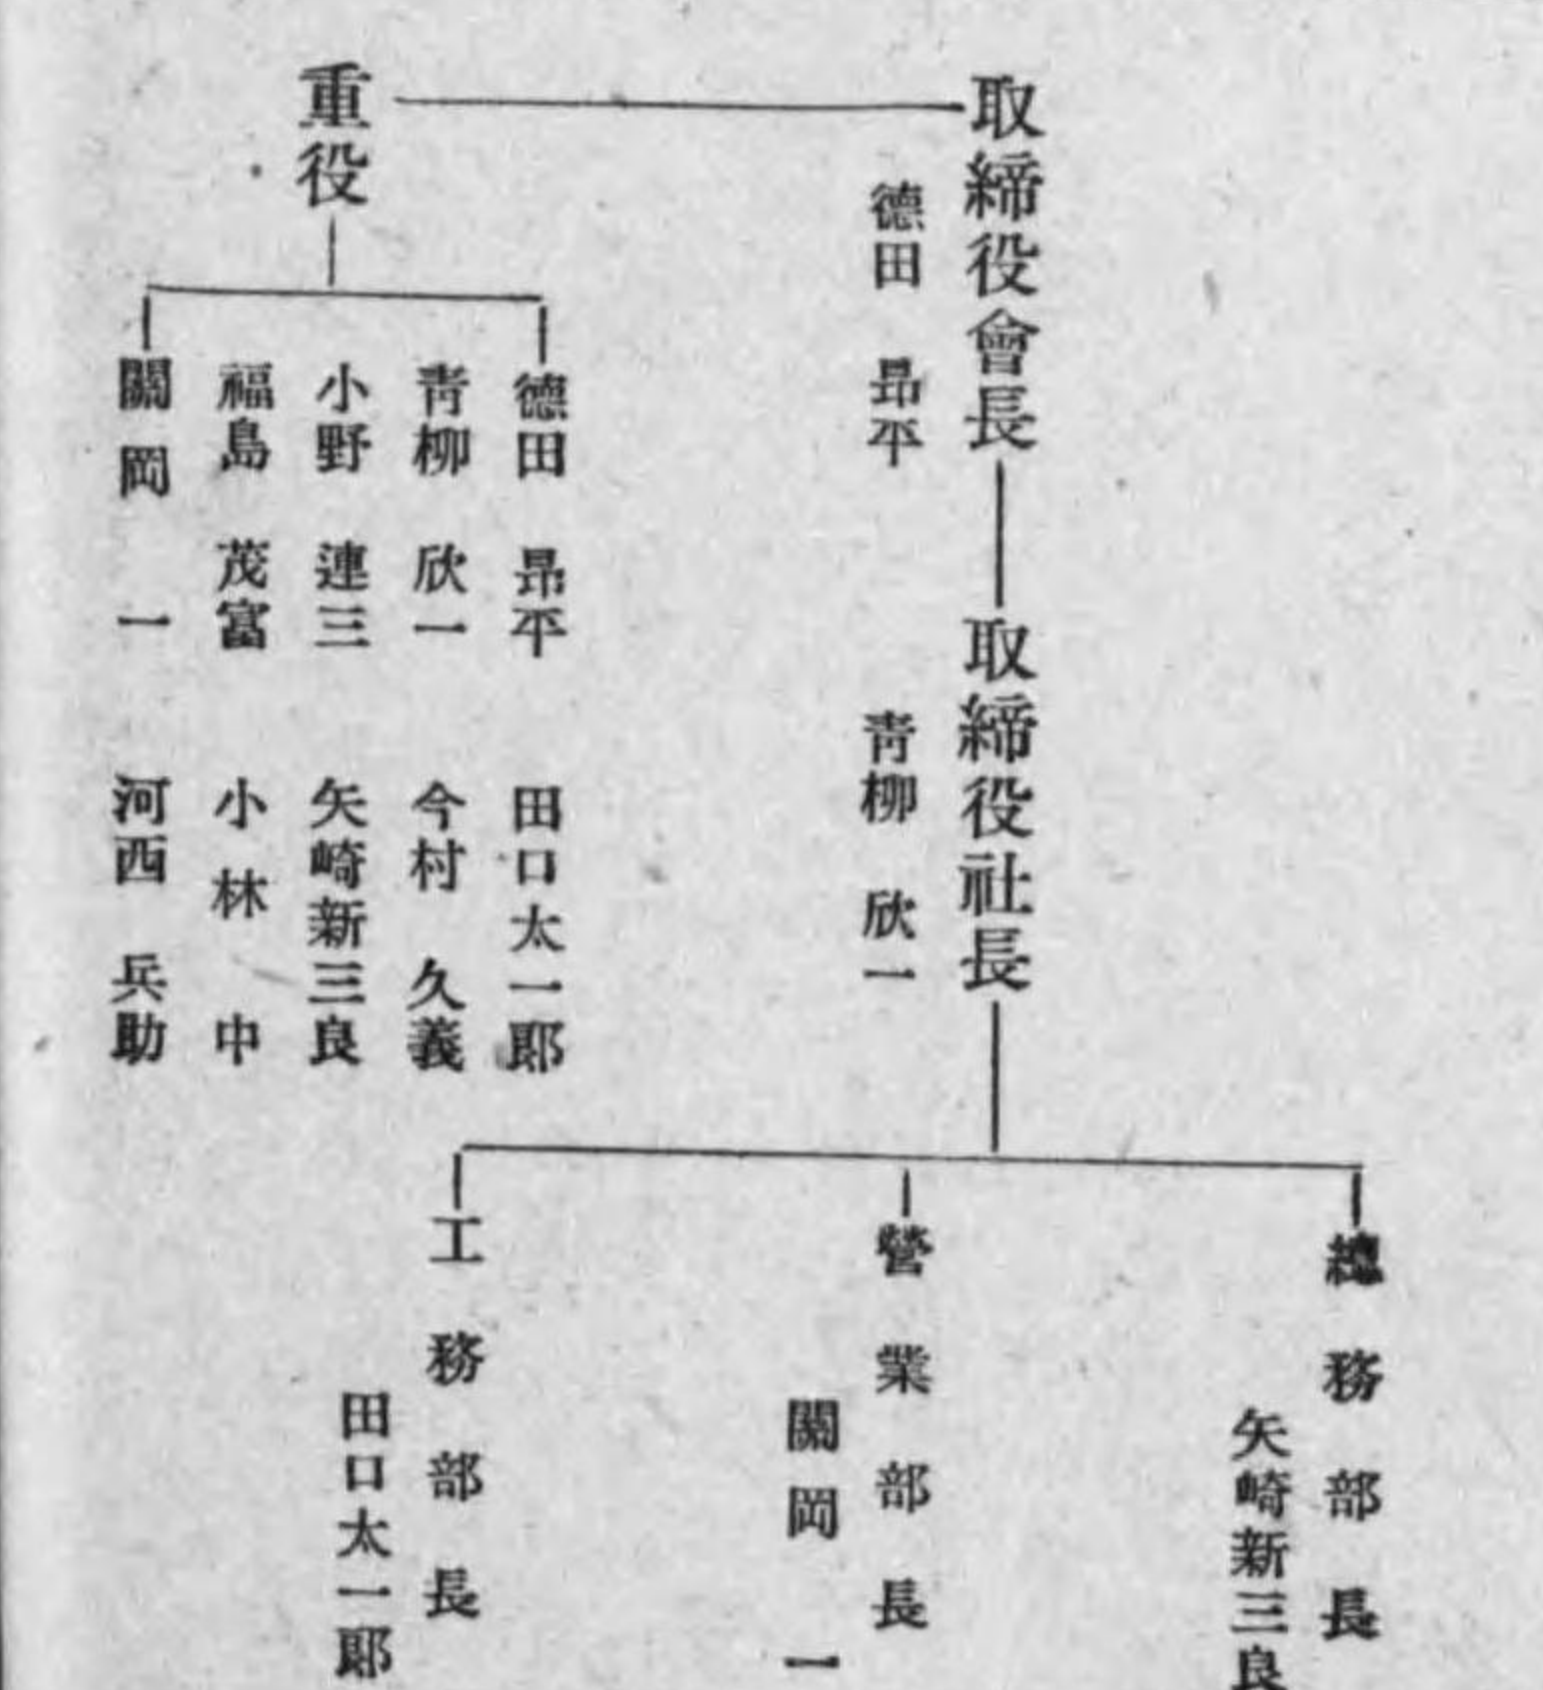 取締役會長
德田 昻平
取締役社長
青柳 欣一
總務部長
矢崎新三良
營業部長
關岡 一
工務部長
田口太一郎
重役
德田 昻平
田口太一郎
青柳 欣一
今村 久義
小野 連三
矢崎新三良
福島 茂富
小林 中
關岡 一
河西 兵助